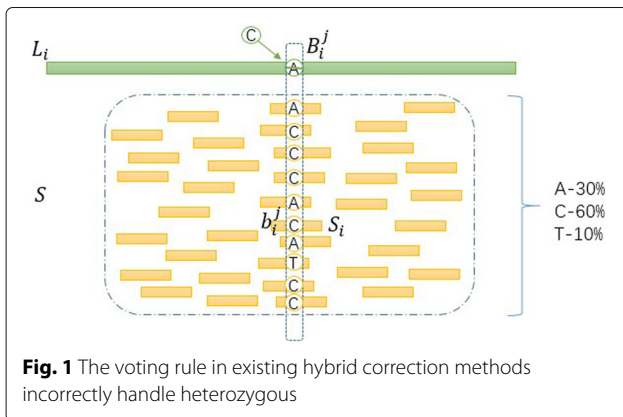 C
L_i
B_i^j
A
A
C
C
C
S
A
b_i^j
C
S_i
A
T
C
C
A-30%
C-60%
T-10%
Fig. 1 The voting rule in existing hybrid correction methods
incorrectly handle heterozygous